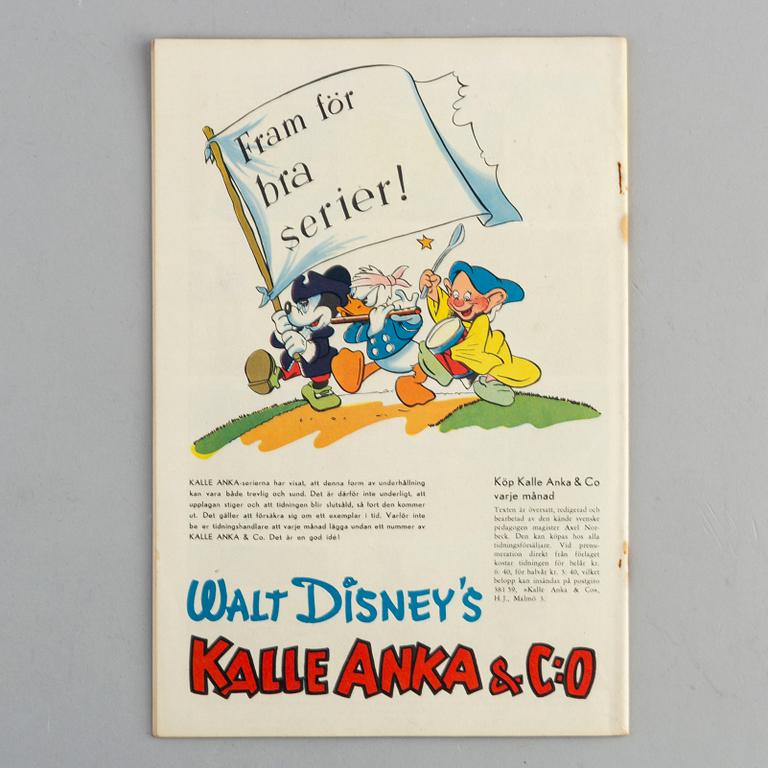 Fram för
bra
serier!
KALLE ANKA-serierna har visat, att denna form av underhållning
kan vara både trevlig och sund. Det är därför inte underligt, att
upplagan stiger och att tidningen blir slutsåld, så fort den kommer
ut. Det gäller att försäkra sig om ett exemplar i tid. Varför inte
be er tidningshandlare att varje månad lägga undan ett nummer av
KALLE ANKA & Co. Det är en god idé!
Köp Kalle Anka & Co
varje månad
Texten är översatt, redigerad och
bearbetad av den kände svenske
pedagogen magister Axel Nor-
beck. Den kan köpas hos alla
tidningsförsäljare. Vid prenu-
meration direkt från förlaget
kostar tidningen för helår kr.
6: 40, för halvår kr. 3: 40, vilket
belopp kan insändas på postgiro
381 59, »Kalle Anka & Co»,
H.J., Malmö 3.
WALT DISNEY'S
KALLE ANKA & C:O